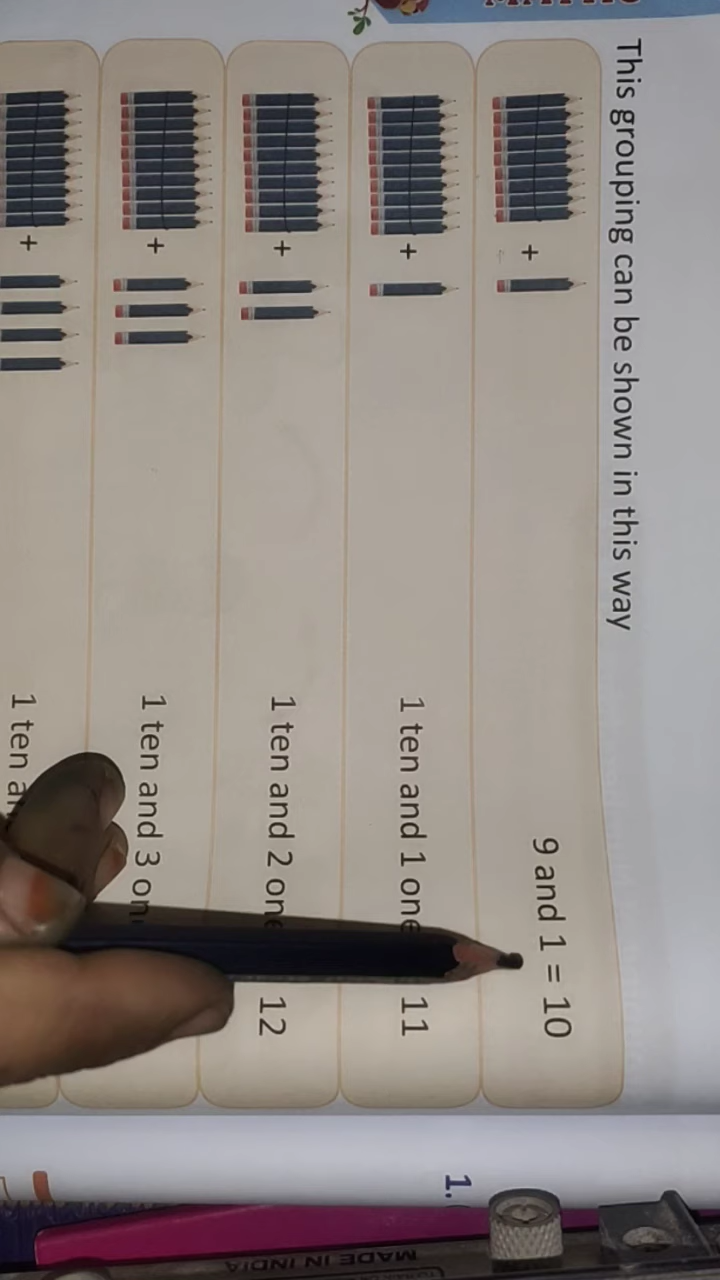 This grouping can be shown in this way
+ 9 and 1 = 10
+ 1 ten and 1 one 11
+ 1 ten and 2 one 12
+ 1 ten and 3
+ 1 ten
1.
MADE IN INDIA